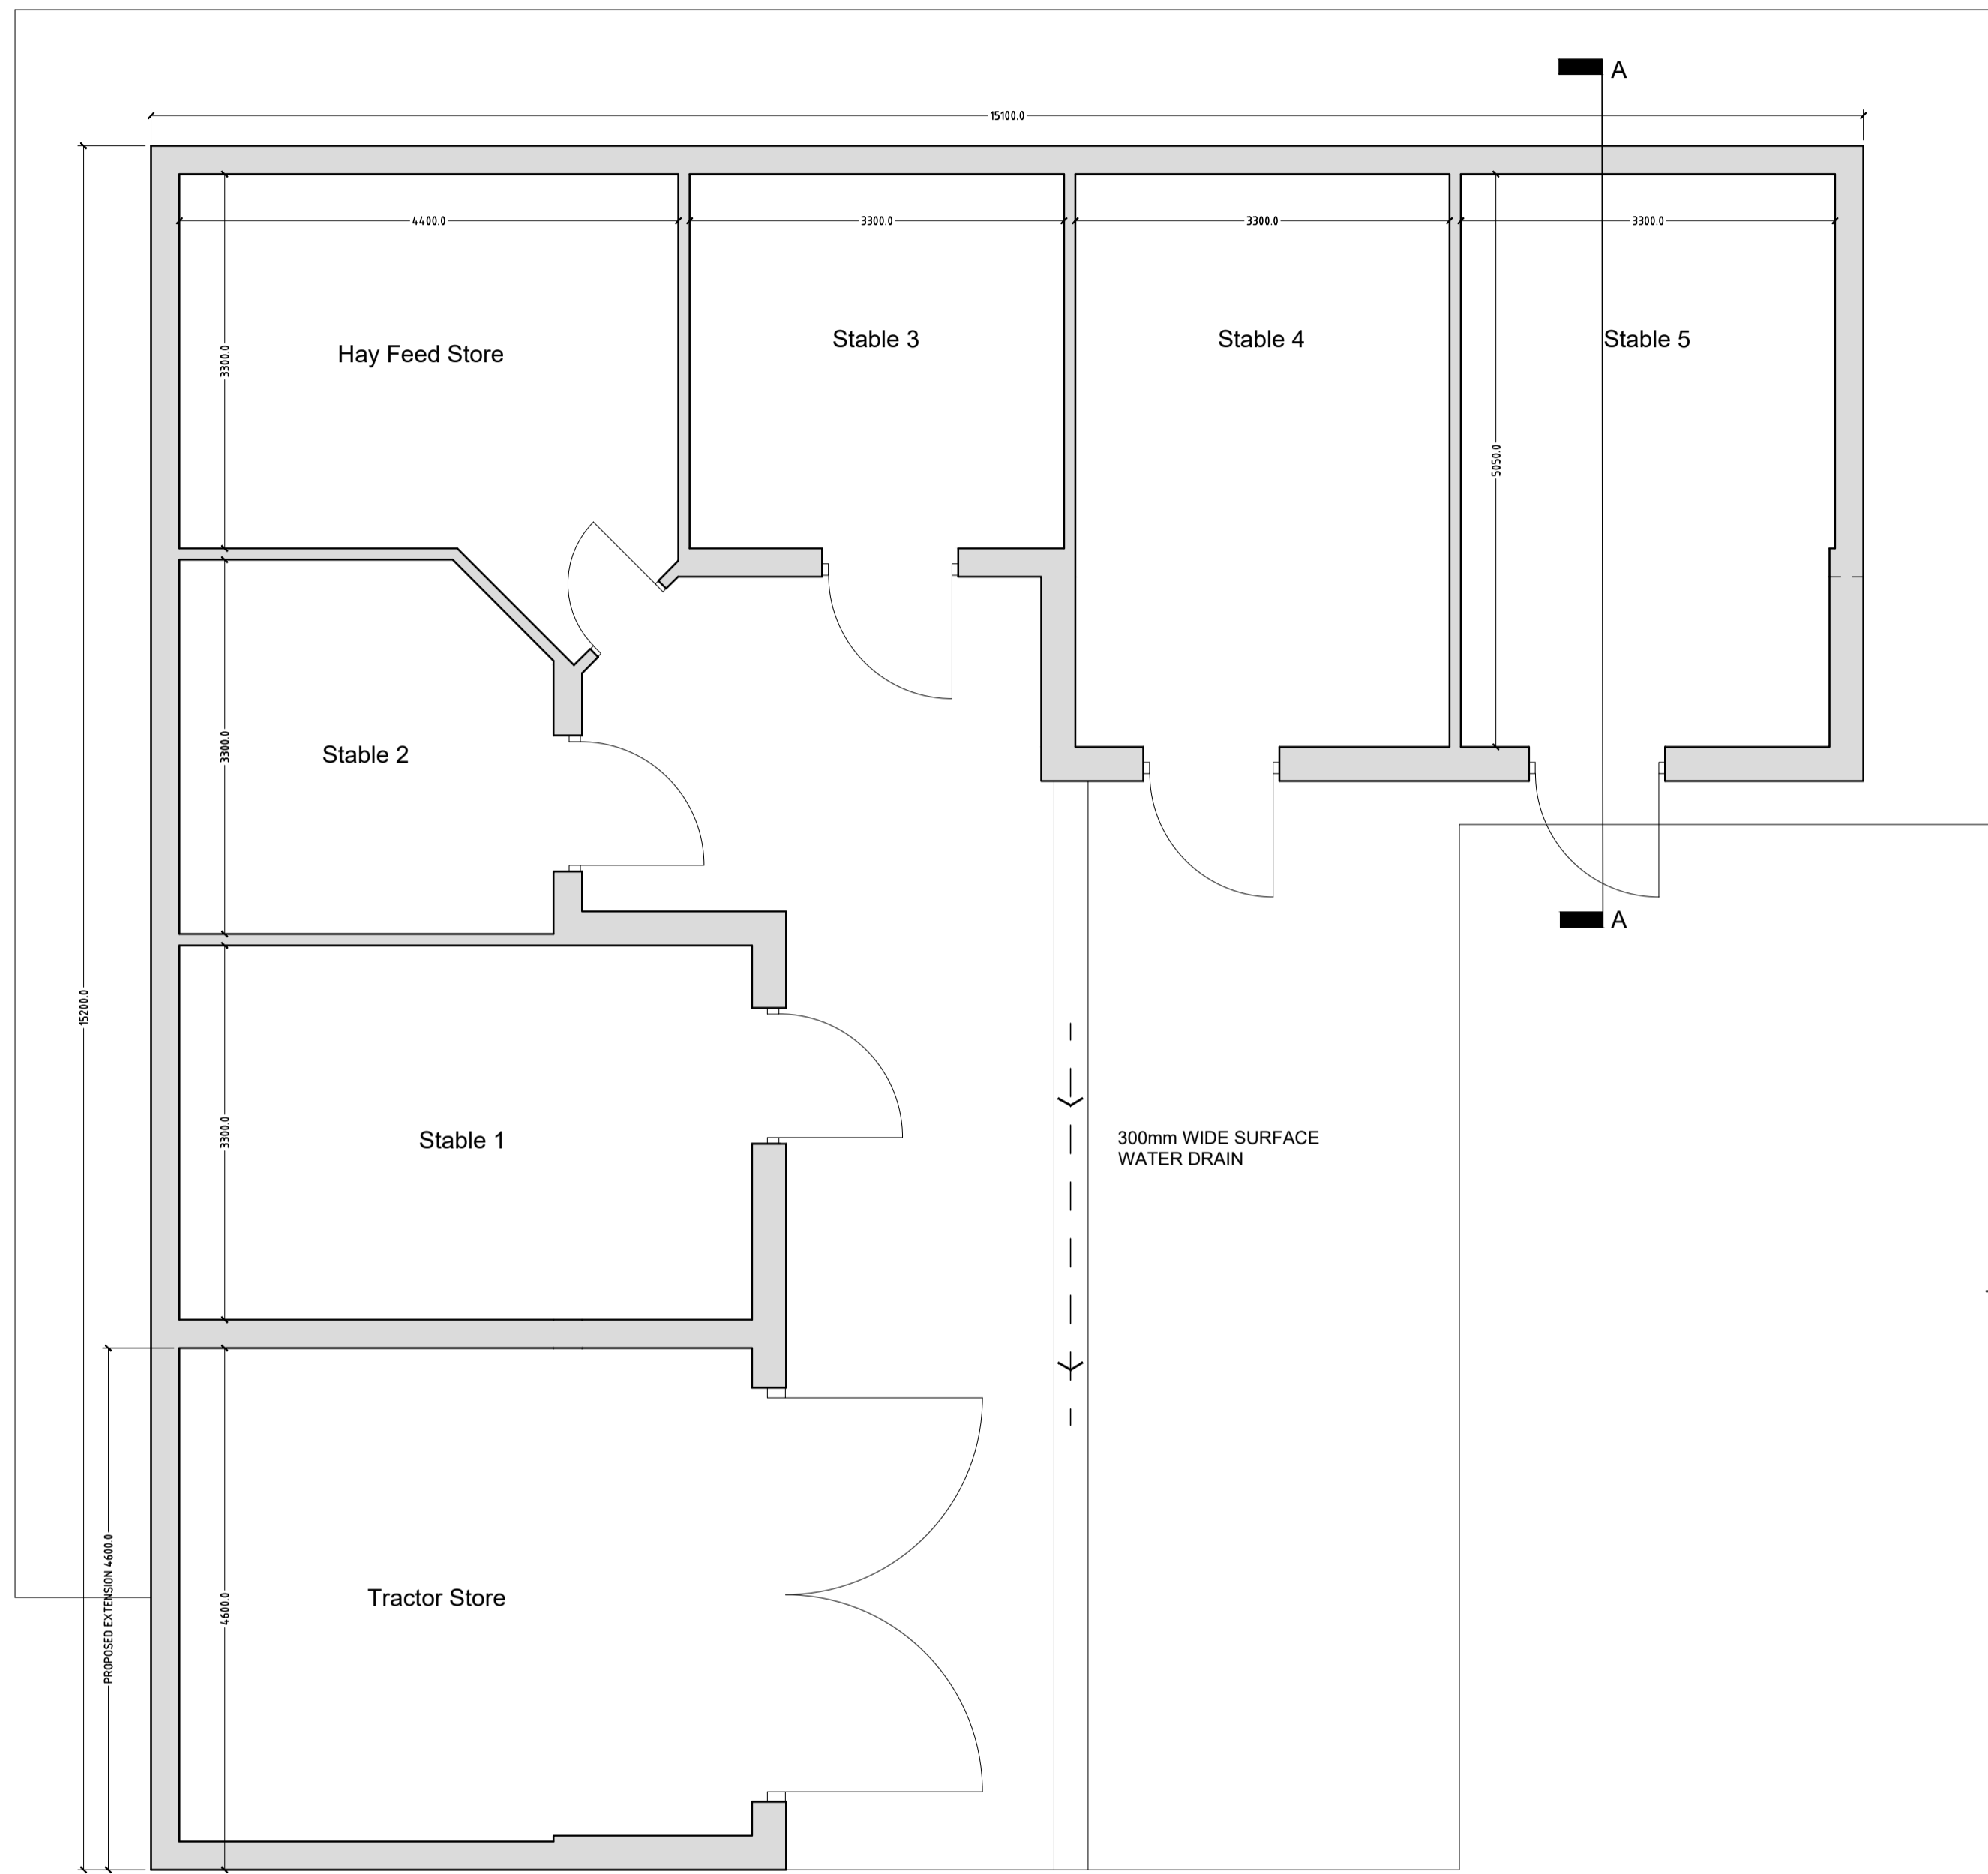 A
15100.0
4400.0
3300.0
3300.0
3300.0
3300.0
Hay Feed Store
Stable 3
Stable 4
Stable 5
5050.0
3300.0
Stable 2
A
15200.0
3300.0
Stable 1
300mm WIDE SURFACE
WATER DRAIN
PROPOSED EXTENSION 4600.0
4600.0
Tractor Store